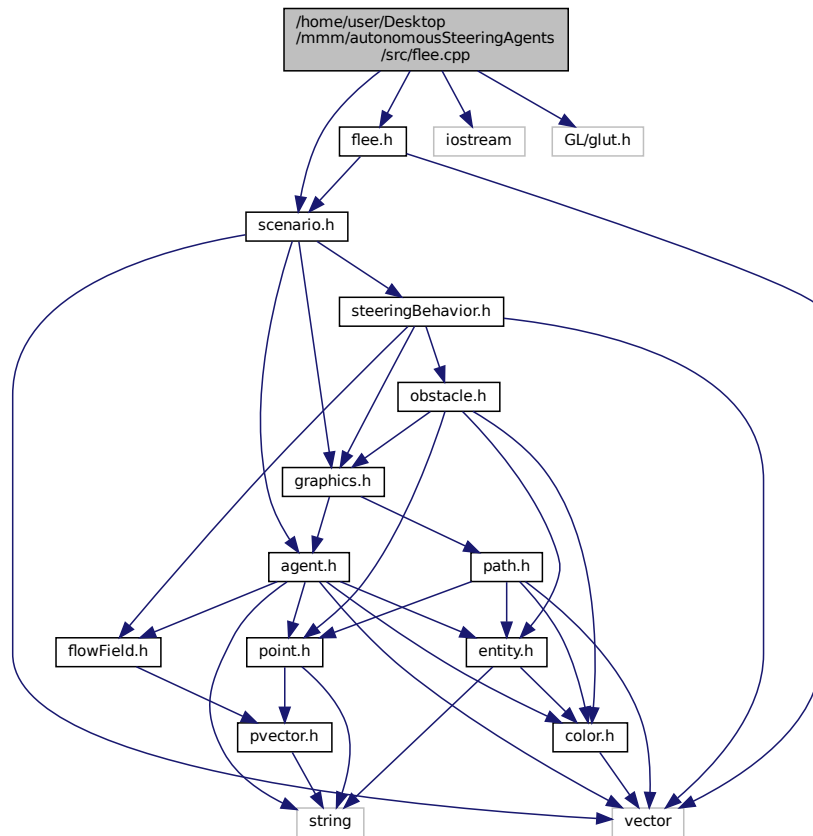 /home/user/Desktop
/mmm/autonomousSteeringAgents
/src/flee.cpp
flee.h
iostream
GL/glut.h
scenario.h
steeringBehavior.h
obstacle.h
graphics.h
agent.h
path.h
flowField.h
point.h
entity.h
pvector.h
color.h
string
vector